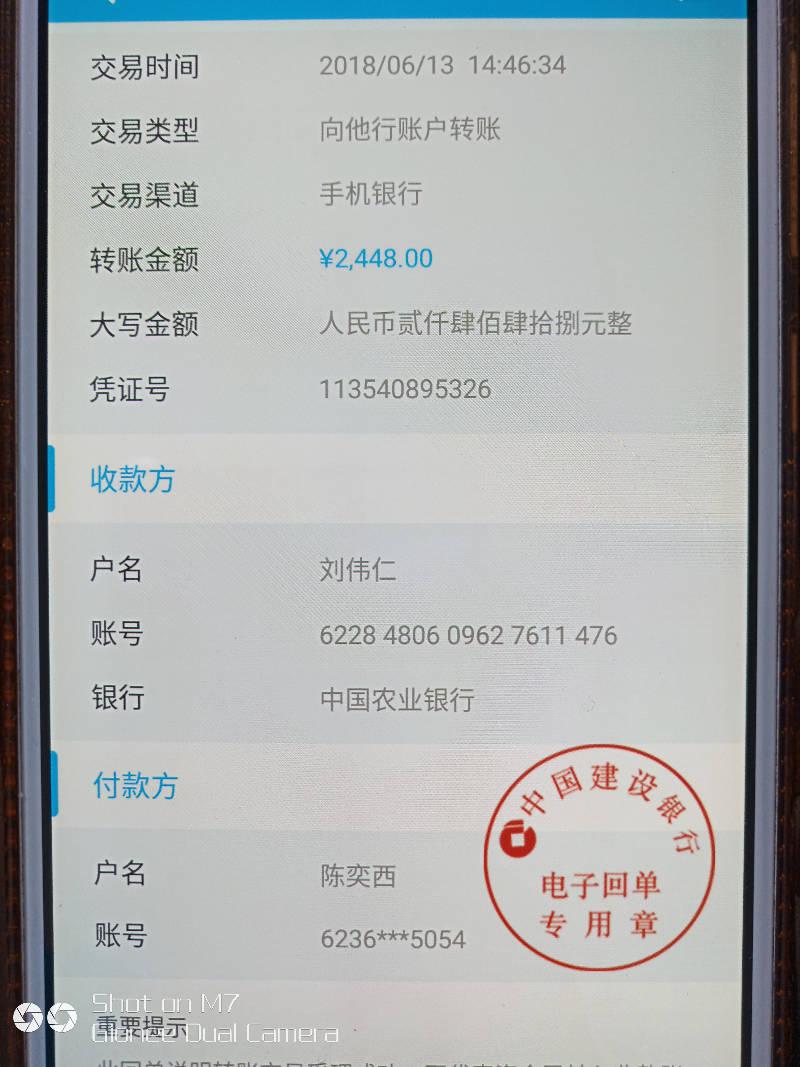 交易时间 2018/06/13 14:46:34
交易类型 向他行账户转账
交易渠道 手机银行
转账金额 ¥2,448.00
大写金额 人民币贰仟肆佰肆拾捌元整
凭证号 113540895326
收款方
户名 刘伟仁
账号 6228 4806 0962 7611 476
银行 中国农业银行
付款方
中国建设银行
电子回单
专用章
户名 陈奕西
账号 6236***5054
Shot on M7
重要提示
Gionee Dual Camera